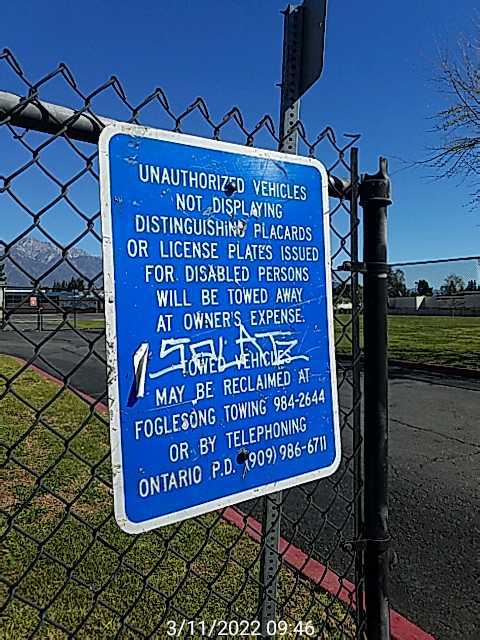 UNAUTHORIZED VEHICLES
NOT DISPLAYING
DISTINGUISHING PLACARDS
OR LICENSE PLATES ISSUED
FOR DISABLED PERSONS
WILL BE TOWED AWAY
AT OWNER'S EXPENSE.
TOWED VEHICLES
MAY BE RECLAIMED AT
FOGLESONG TOWING 984-2644
OR BY TELEPHONING
ONTARIO P.D. (909) 986-6711
3/11/2022 09:46